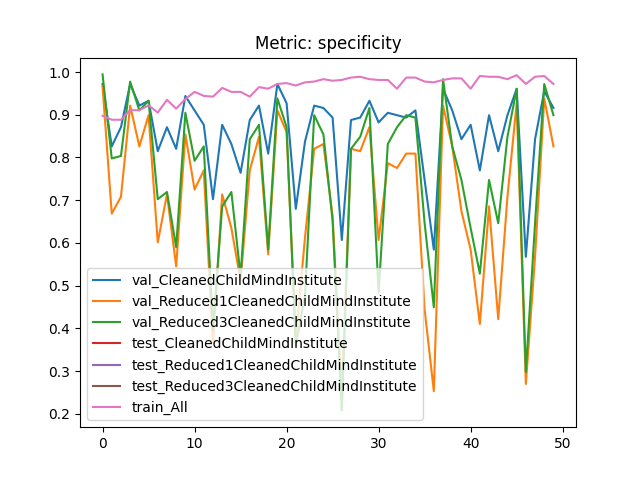 Metric: specificity
1.0
0.9
0.8
0.7
0.6
0.5
0.4
0.3
0.2
val_CleanedChildMindInstitute
val_Reduced1CleanedChildMindInstitute
val_Reduced3CleanedChildMindInstitute
test_CleanedChildMindInstitute
test_Reduced1CleanedChildMindInstitute
test_Reduced3CleanedChildMindInstitute
train_All
0 10 20 30 40 50